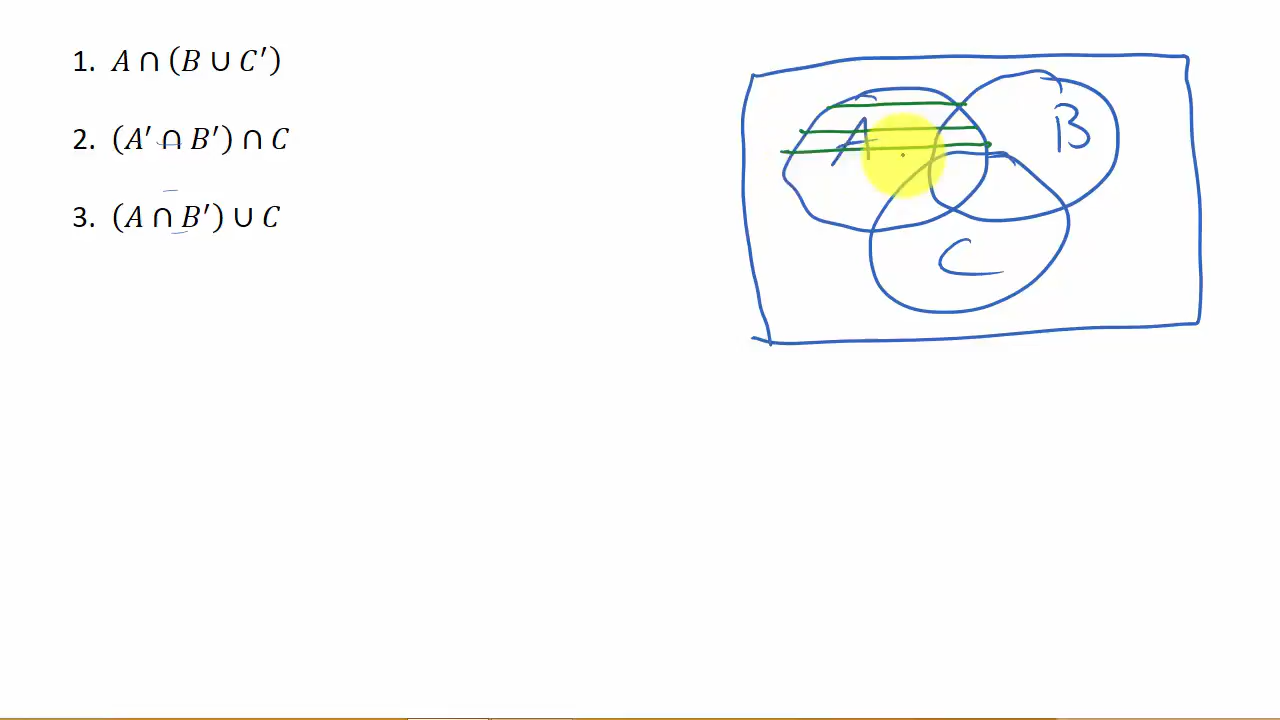 1. A ∩ (B ∪ C′)
2. (A′ ∩ B′) ∩ C
3. (A ∩ B′) ∪ C
A
B
C